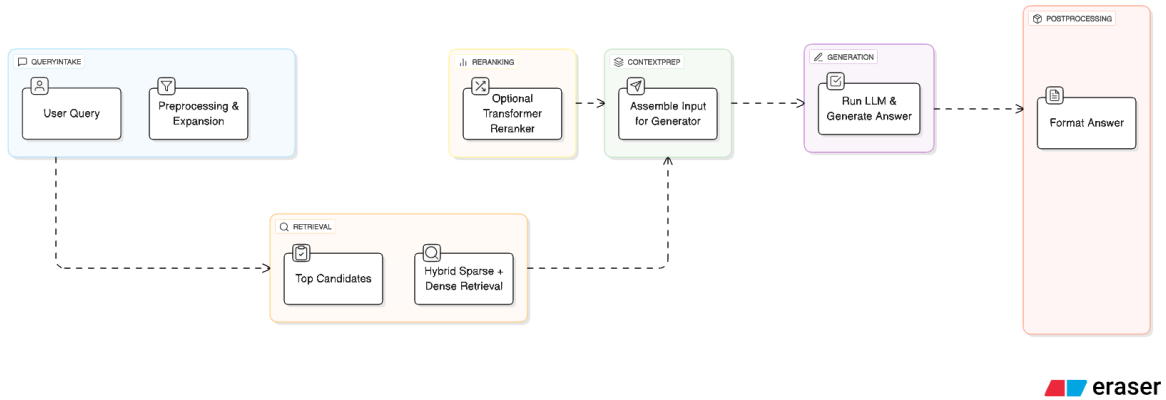 QUERYINTAKE
User Query
Preprocessing &
Expansion
RERANKING
Optional
Transformer
Reranker
CONTEXTPREP
Assemble Input
for Generator
GENERATION
Run LLM &
Generate Answer
POSTPROCESSING
Format Answer
RETRIEVAL
Top Candidates
Hybrid Sparse +
Dense Retrieval
eraser